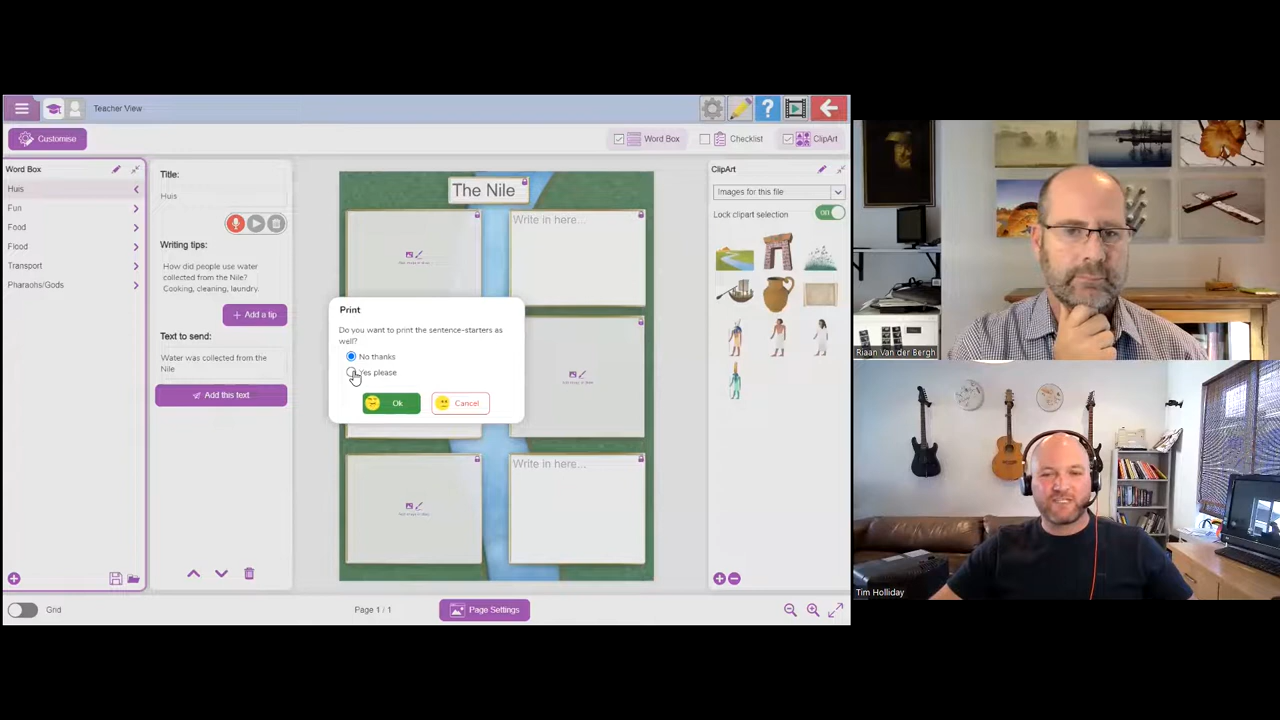 Teacher View
Customise
Word Box
Checklist
ClipArt
Word Box
Huis
Fun
Food
Flood
Transport
Pharaohs/Gods
Title:
Huis
Writing tips:
How did people use water
collected from the Nile?
Cooking, cleaning, laundry.
+ Add a tip
Text to send:
Water was collected from the
Nile
Add this text
The Nile
Write in here...
Write in here...
Print
Do you want to print the sentence-starters as
well?
No thanks
Yes please
Ok
Cancel
ClipArt
Images for this file
Lock clipart selection
Grid
Page 1 / 1
Page Settings
Riaan Van der Bergh
Tim Holliday